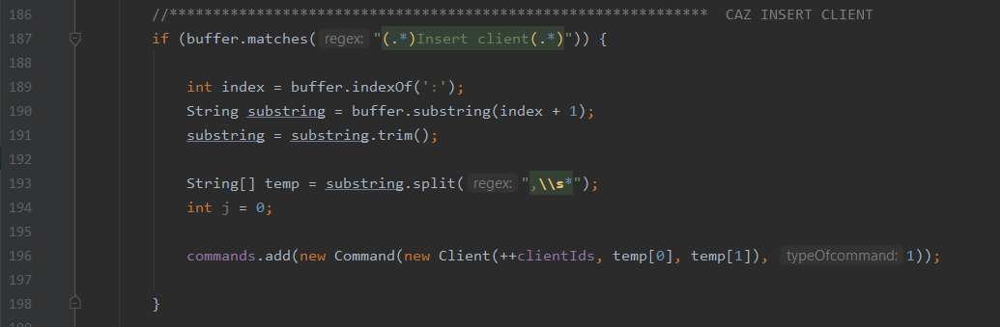 186 //************************************************************** CAZ INSERT CLIENT
187 if (buffer.matches( regex: "(.*)Insert client(.*)")) {
188
189 int index = buffer.indexOf(':');
190 String substring = buffer.substring(index + 1);
191 substring = substring.trim();
192
193 String[] temp = substring.split( regex: ",\\s*");
194 int j = 0;
195
196 commands.add(new Command(new Client(++clientIds, temp[0], temp[1]), typeOfcommand: 1));
197
198 }